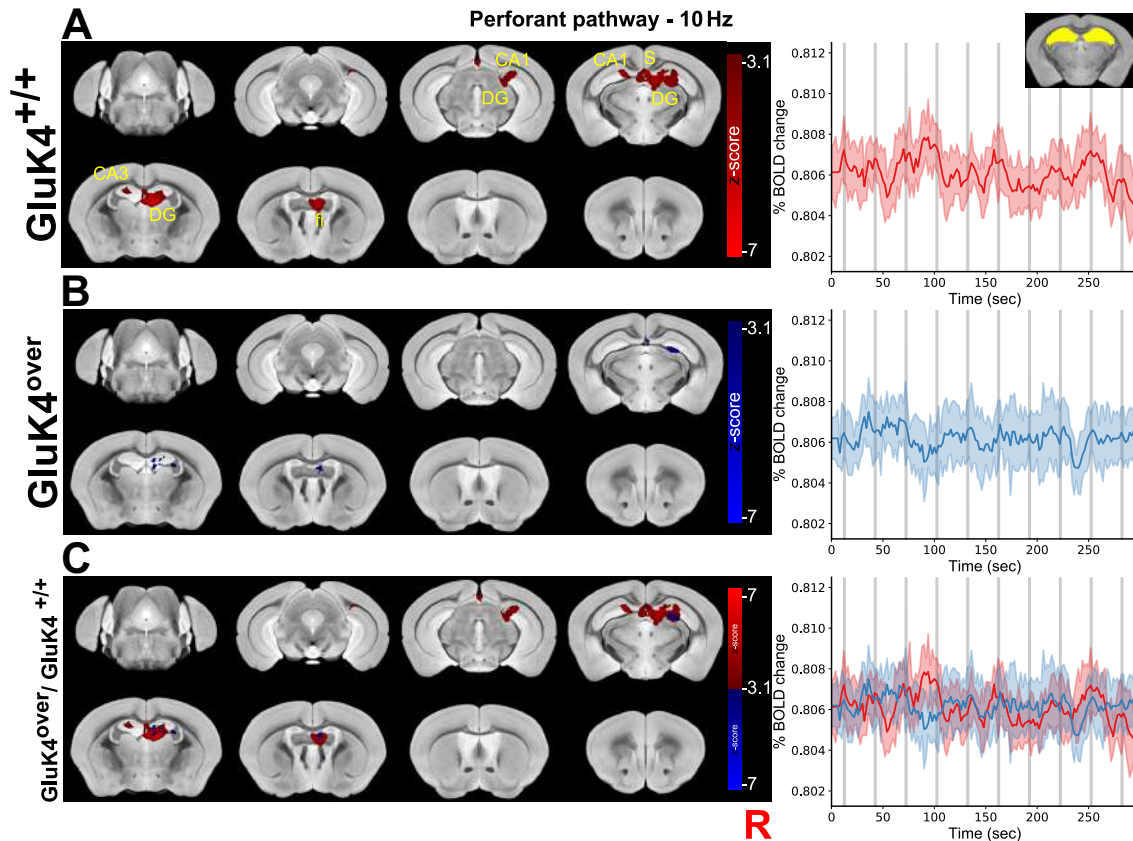 Perforant pathway - 10 Hz
A
GluK4+/+
CA1
DG
CA1
S
DG
CA3
DG
fi
-3.1
z-score
-7
% BOLD change
0.812
0.810
0.808
0.806
0.804
0.802
0 50 100 150 200 250
Time (sec)
B
GluK4over
-3.1
z-score
-7
% BOLD change
0.812
0.810
0.808
0.806
0.804
0.802
0 50 100 150 200 250
Time (sec)
C
GluK4over/ GluK4 +/+
-7
-score
-3.1
-score
-7
R
% BOLD change
0.812
0.810
0.808
0.806
0.804
0.802
0 50 100 150 200 250
Time (sec)